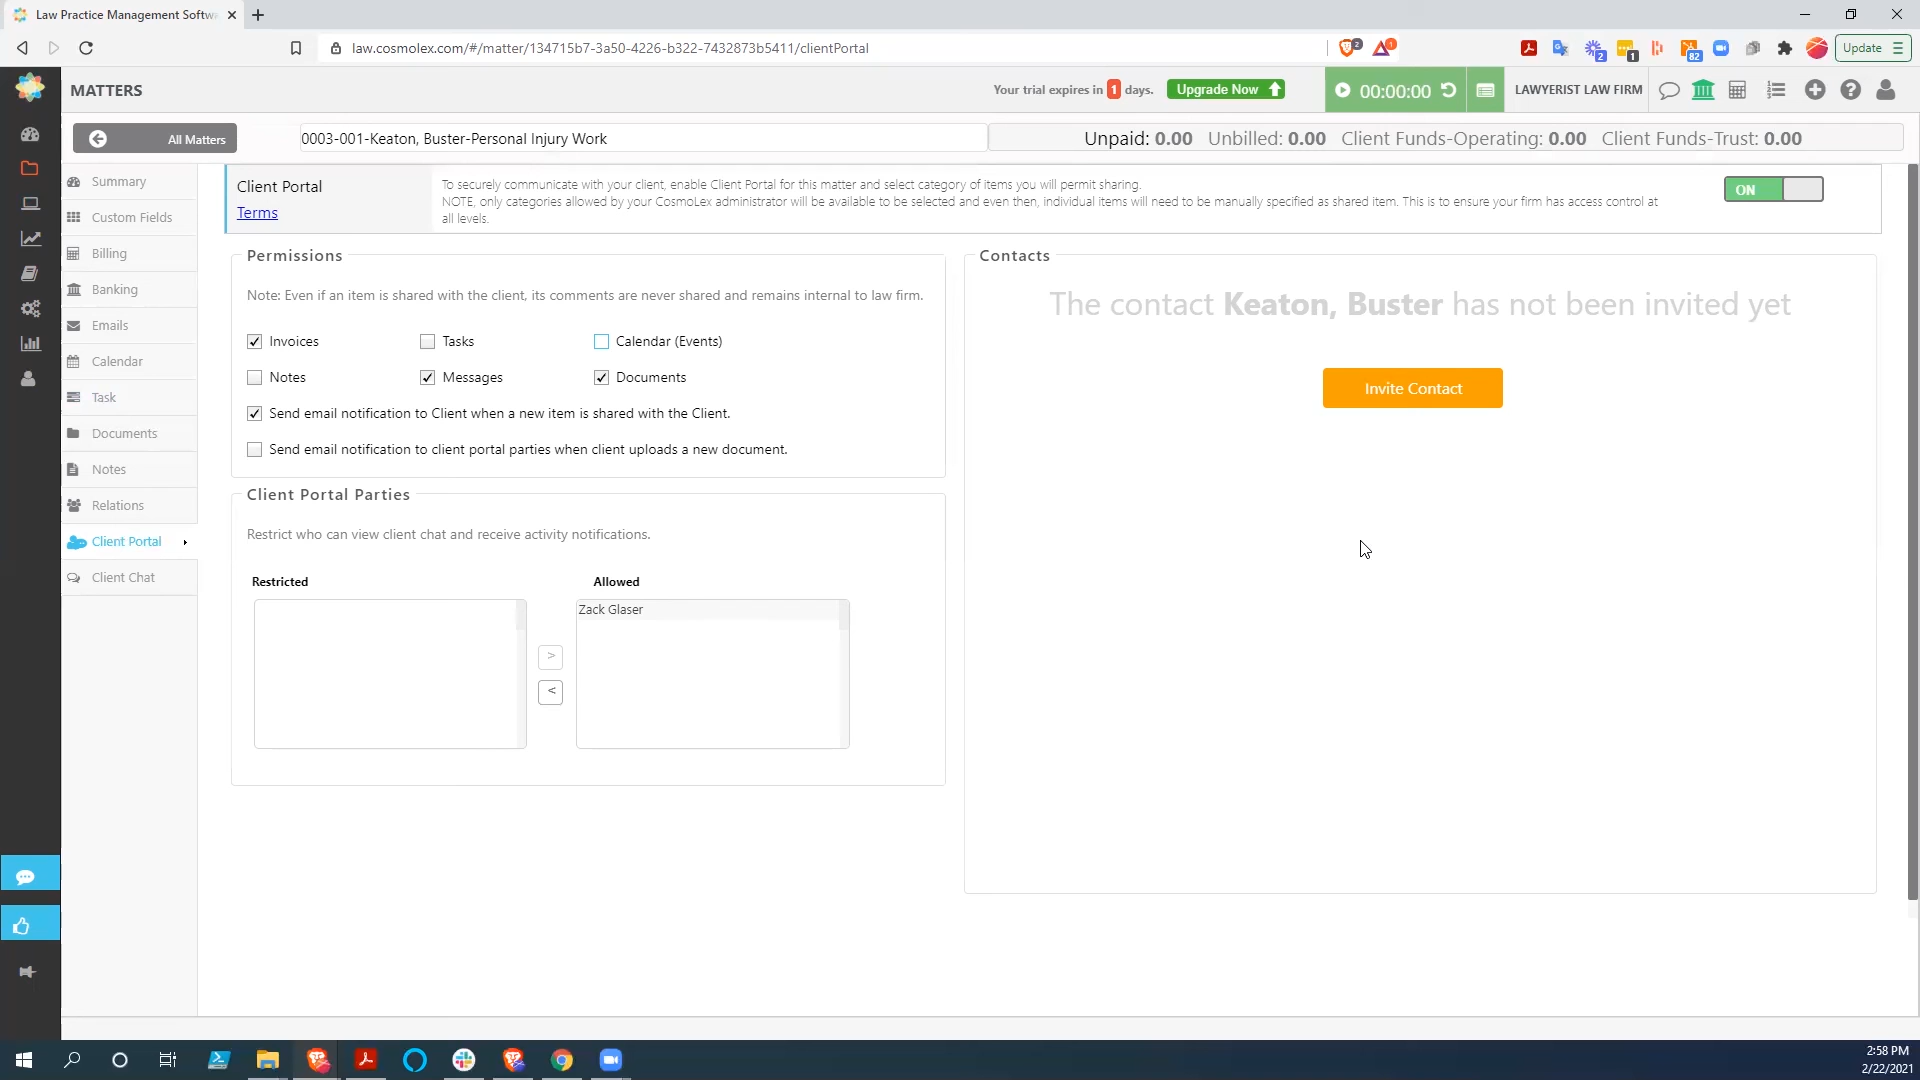 Law Practice Management Softw
law.cosmolex.com/#/matter/134715b7-3a50-4226-b322-7432873b5411/clientPortal
2
1
2
1
82
Update
MATTERS
Your trial expires in 1 days.
Upgrade Now
00:00:00
LAWYERIST LAW FIRM
All Matters
0003-001-Keaton, Buster-Personal Injury Work
Unpaid: 0.00 Unbilled: 0.00 Client Funds-Operating: 0.00 Client Funds-Trust: 0.00
Summary
Custom Fields
Billing
Banking
Emails
Calendar
Task
Documents
Notes
Relations
Client Portal
Client Chat
Client Portal
Terms
To securely communicate with your client, enable Client Portal for this matter and select category of items you will permit sharing.
NOTE, only categories allowed by your CosmoLex administrator will be available to be selected and even then, individual items will need to be manually specified as shared item. This is to ensure your firm has access control at
all levels.
ON
Permissions
Note: Even if an item is shared with the client, its comments are never shared and remains internal to law firm.
Invoices
Tasks
Calendar (Events)
Notes
Messages
Documents
Send email notification to Client when a new item is shared with the Client.
Send email notification to client portal parties when client uploads a new document.
Client Portal Parties
Restrict who can view client chat and receive activity notifications.
Restricted
Allowed
Zack Glaser
>
<
Contacts
The contact Keaton, Buster has not been invited yet
Invite Contact
2:58 PM
2/22/2021